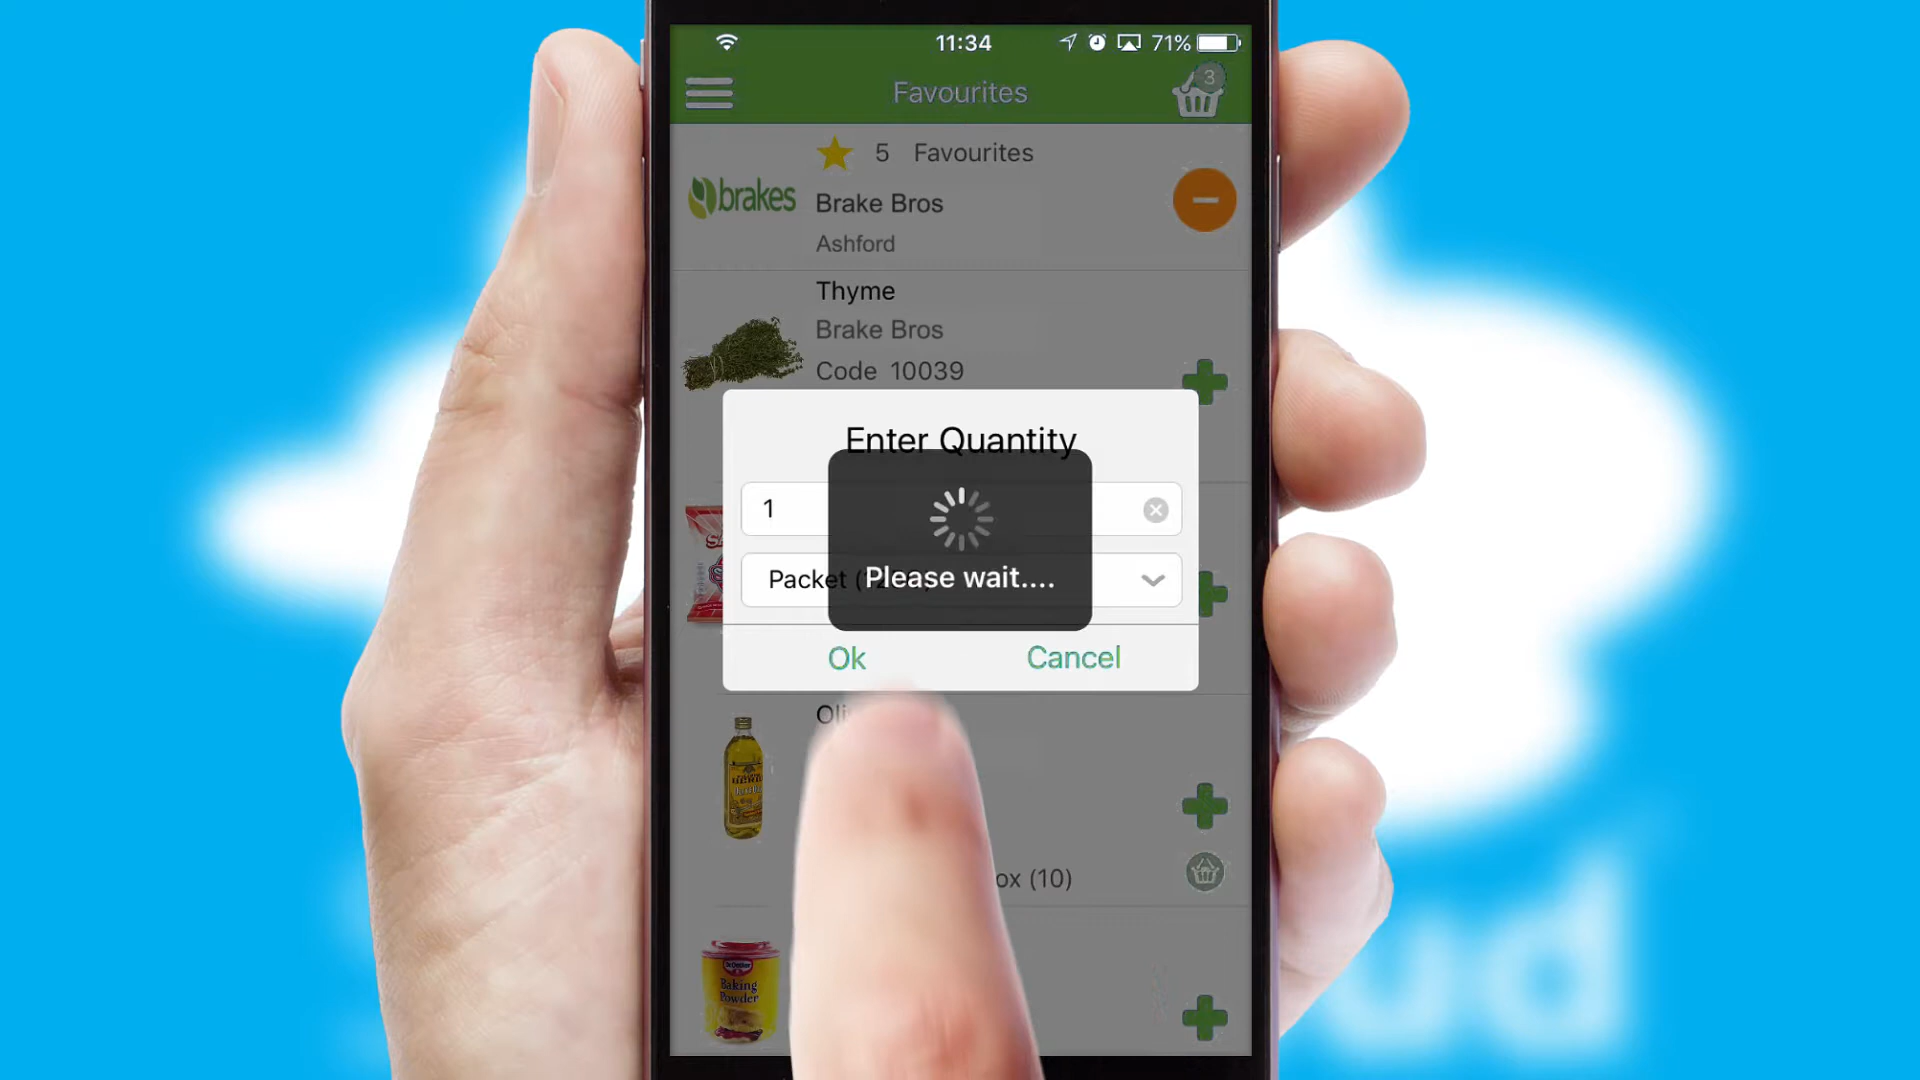 11:34
71%
Favourites
3
5 Favourites
brakes
Brake Bros
Ashford
Thyme
Brake Bros
Code 10039
Enter Quantity
1
Packet
Please wait....
Ok
Cancel
ox (10)
Baking
Powder
ud